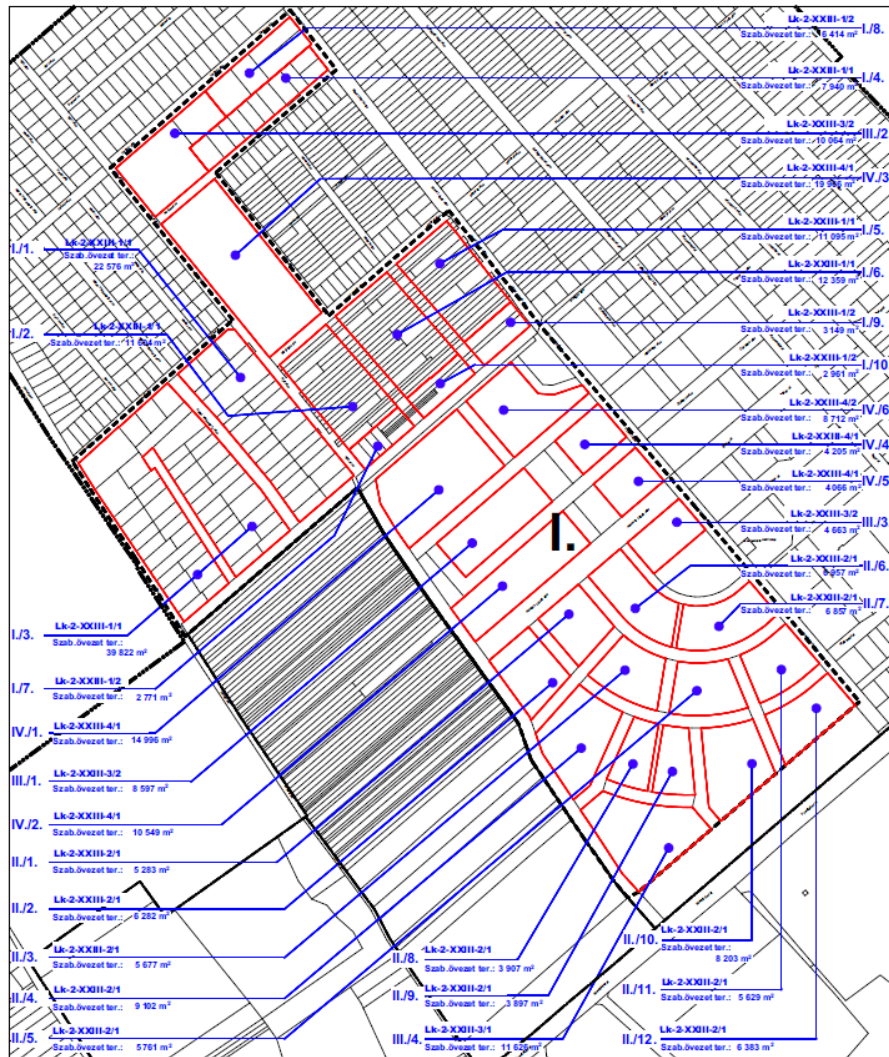 Lk-2-XXIII-1/2
I./8.
Szab.övezet ter.: 6 414 m²
Lk-2-XXIII-1/1
I./4.
Szab.övezet ter.: 7 940 m²
Lk-2-XXIII-3/2
III./2
Szab.övezet ter.: 10 064 m²
Lk-2-XXIII-4/1
IV./3
Szab.övezet ter.:
Lk-2-XXIII-1/1
I./5.
Szab.övezet ter.: 11 095 m²
Lk-2-XXIII-1/1
I./6.
Szab.övezet ter.: 12 359 m²
Lk-2-XXIII-1/2
I./9.
Szab.övezet ter.: 3 149 m²
Lk-2-XXIII-1/2
I./10
Szab.övezet ter.: 2 961 m²
Lk-2-XXIII-4/2
IV./6
Szab.övezet ter.: 8 712 m²
Lk-2-XXIII-4/1
IV./4
Szab.övezet ter.: 4 205 m²
Lk-2-XXIII-4/1
IV./5
Szab.övezet ter.: 4 066 m²
Lk-2-XXIII-3/2
III./3
Szab.övezet ter.: 4 663 m²
Lk-2-XXIII-2/1
II./6.
Szab.övezet ter.:
Lk-2-XXIII-2/1
II./7.
Szab.övezet ter.: 6 857 m²
I./1.
Lk-2-XXIII-1/1
Szab.övezet ter.:
22 576 m²
I./2.
Lk-2-XXIII-1/1
Szab.övezet ter.:
I.
I./3.
Lk-2-XXIII-1/1
Szab.övezet ter.:
39 822 m²
I./7.
Lk-2-XXIII-1/2
Szab.övezet ter.: 2 771 m²
IV./1.
Lk-2-XXIII-4/1
Szab.övezet ter.: 14 996 m²
III./1.
Lk-2-XXIII-3/2
Szab.övezet ter.: 8 597 m²
IV./2.
Lk-2-XXIII-4/1
Szab.övezet ter.: 10 549 m²
II./1.
Lk-2-XXIII-2/1
Szab.övezet ter.: 5 283 m²
II./2.
Lk-2-XXIII-2/1
Szab.övezet ter.: 6 282 m²
II./3.
Lk-2-XXIII-2/1
Szab.övezet ter.: 5 677 m²
II./4.
Lk-2-XXIII-2/1
Szab.övezet ter.: 9 102 m²
II./5.
Lk-2-XXIII-2/1
Szab.övezet ter.: 5761 m²
II./8.
Lk-2-XXIII-2/1
Szab.övezet ter.: 3 907 m²
II./9.
Lk-2-XXIII-2/1
Szab.övezet ter.: 3 897 m²
III./4.
Lk-2-XXIII-3/1
Szab.övezet ter.: 11 626 m²
II./10.
Lk-2-XXIII-2/1
Szab.övezet ter.:
8 203 m²
II./11.
Lk-2-XXIII-2/1
Szab.övezet ter.: 5 629 m²
II./12.
Lk-2-XXIII-2/1
Szab.övezet ter.: 6 383 m²